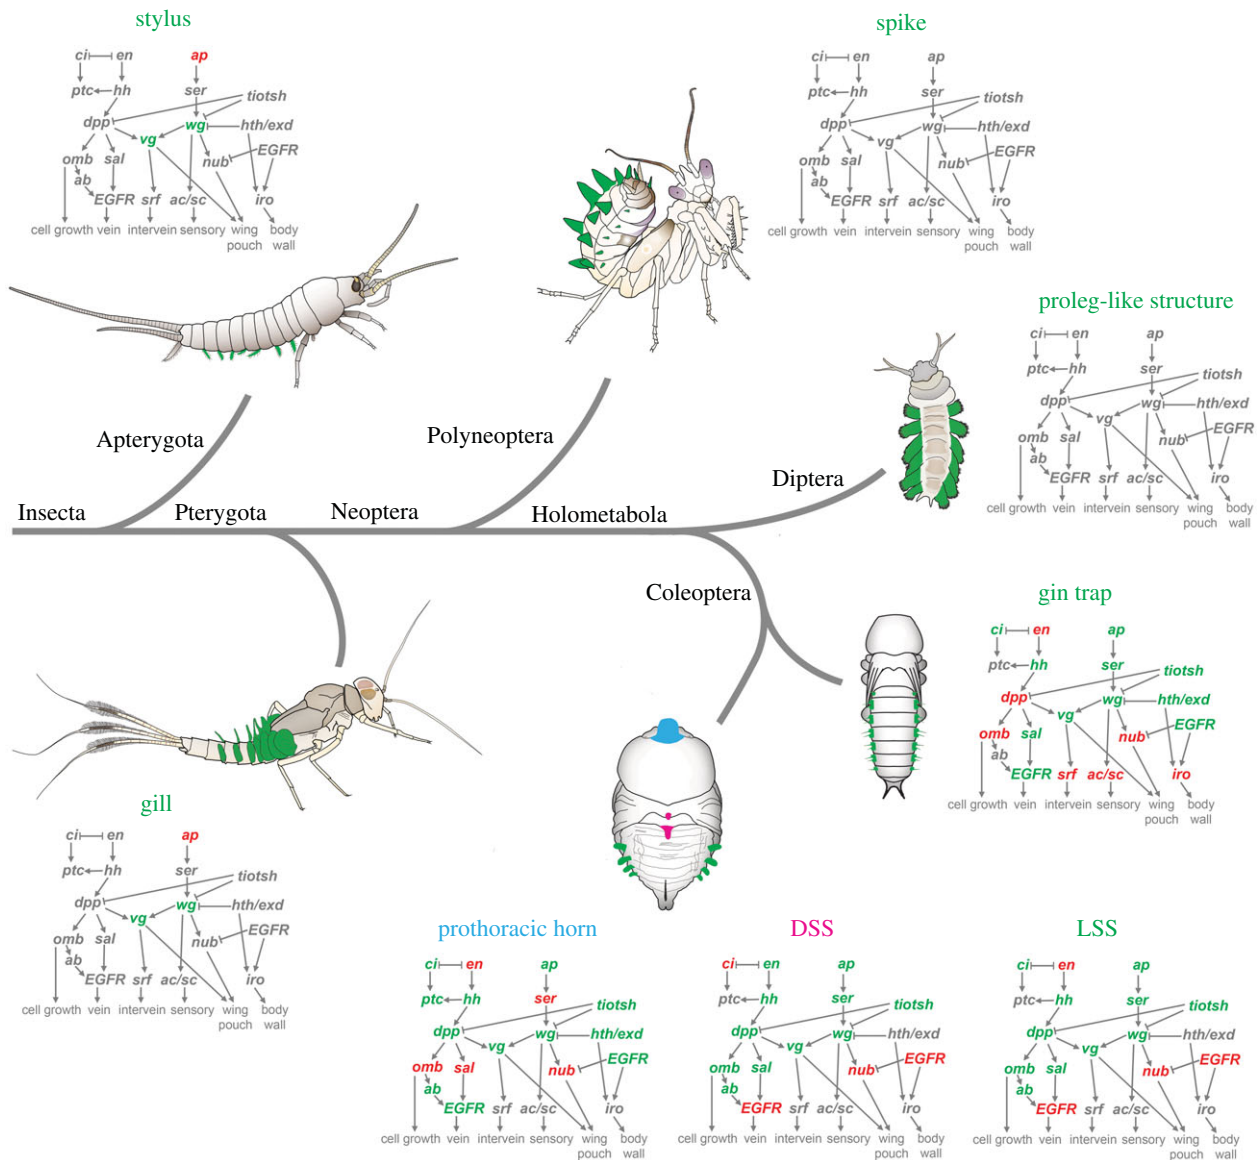 stylus
ci en ap
ptc hh ser tiotsh
dpp vg wg hth/exd
omb sal nub EGFR
ab EGFR srf ac/sc iro
cell growth vein intervein sensory wing pouch body wall
spike
ci en ap
ptc hh ser tiotsh
dpp vg wg hth/exd
omb sal nub EGFR
ab EGFR srf ac/sc iro
cell growth vein intervein sensory wing pouch body wall
proleg-like structure
ci en ap
ptc hh ser tiotsh
dpp vg wg hth/exd
omb sal nub EGFR
ab EGFR srf ac/sc iro
cell growth vein intervein sensory wing pouch body wall
Apterygota
Polyneoptera
Diptera
Insecta
Pterygota
Neoptera
Holometabola
Coleoptera
gin trap
ci en ap
ptc hh ser tiotsh
dpp vg wg hth/exd
omb sal nub EGFR
ab EGFR srf ac/sc iro
cell growth vein intervein sensory wing pouch body wall
gill
ci en ap
ptc hh ser tiotsh
dpp vg wg hth/exd
omb sal nub EGFR
ab EGFR srf ac/sc iro
cell growth vein intervein sensory wing pouch body wall
prothoracic horn
ci en ap
ptc hh ser tiotsh
dpp vg wg hth/exd
omb sal nub EGFR
ab EGFR srf ac/sc iro
cell growth vein intervein sensory wing pouch body wall
DSS
ci en ap
ptc hh ser tiotsh
dpp vg wg hth/exd
omb sal nub EGFR
ab EGFR srf ac/sc iro
cell growth vein intervein sensory wing pouch body wall
LSS
ci en ap
ptc hh ser tiotsh
dpp vg wg hth/exd
omb sal nub EGFR
ab EGFR srf ac/sc iro
cell growth vein intervein sensory wing pouch body wall